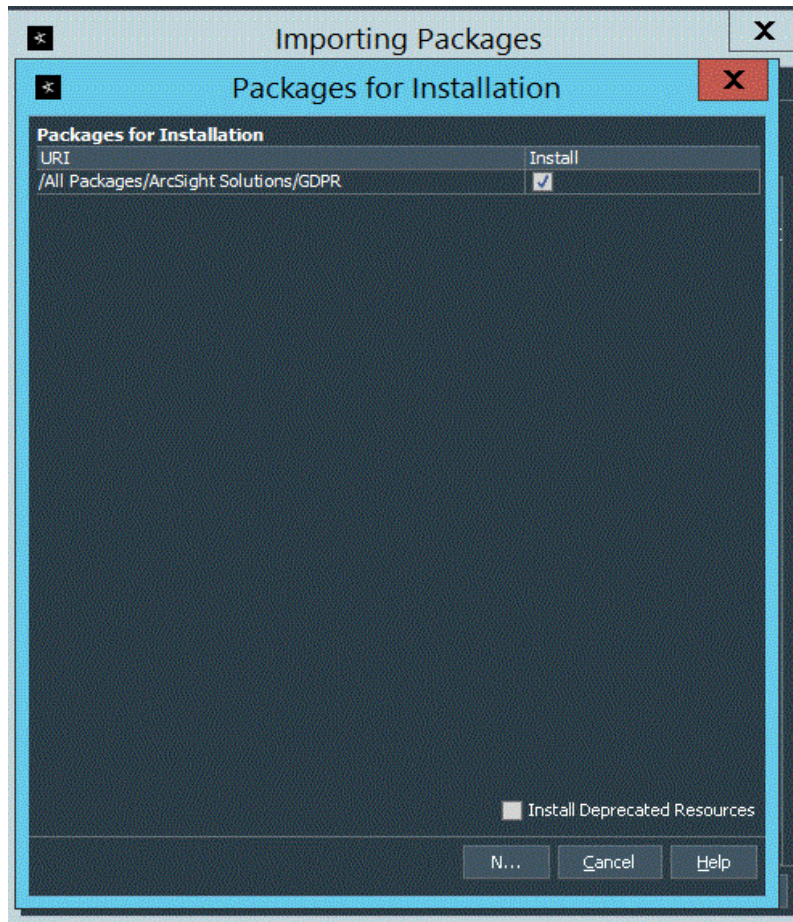 Importing Packages
X
Packages for Installation
X
Packages for Installation
URI Install
/All Packages/ArcSight Solutions/GDPR
Install Deprecated Resources
N... Cancel Help